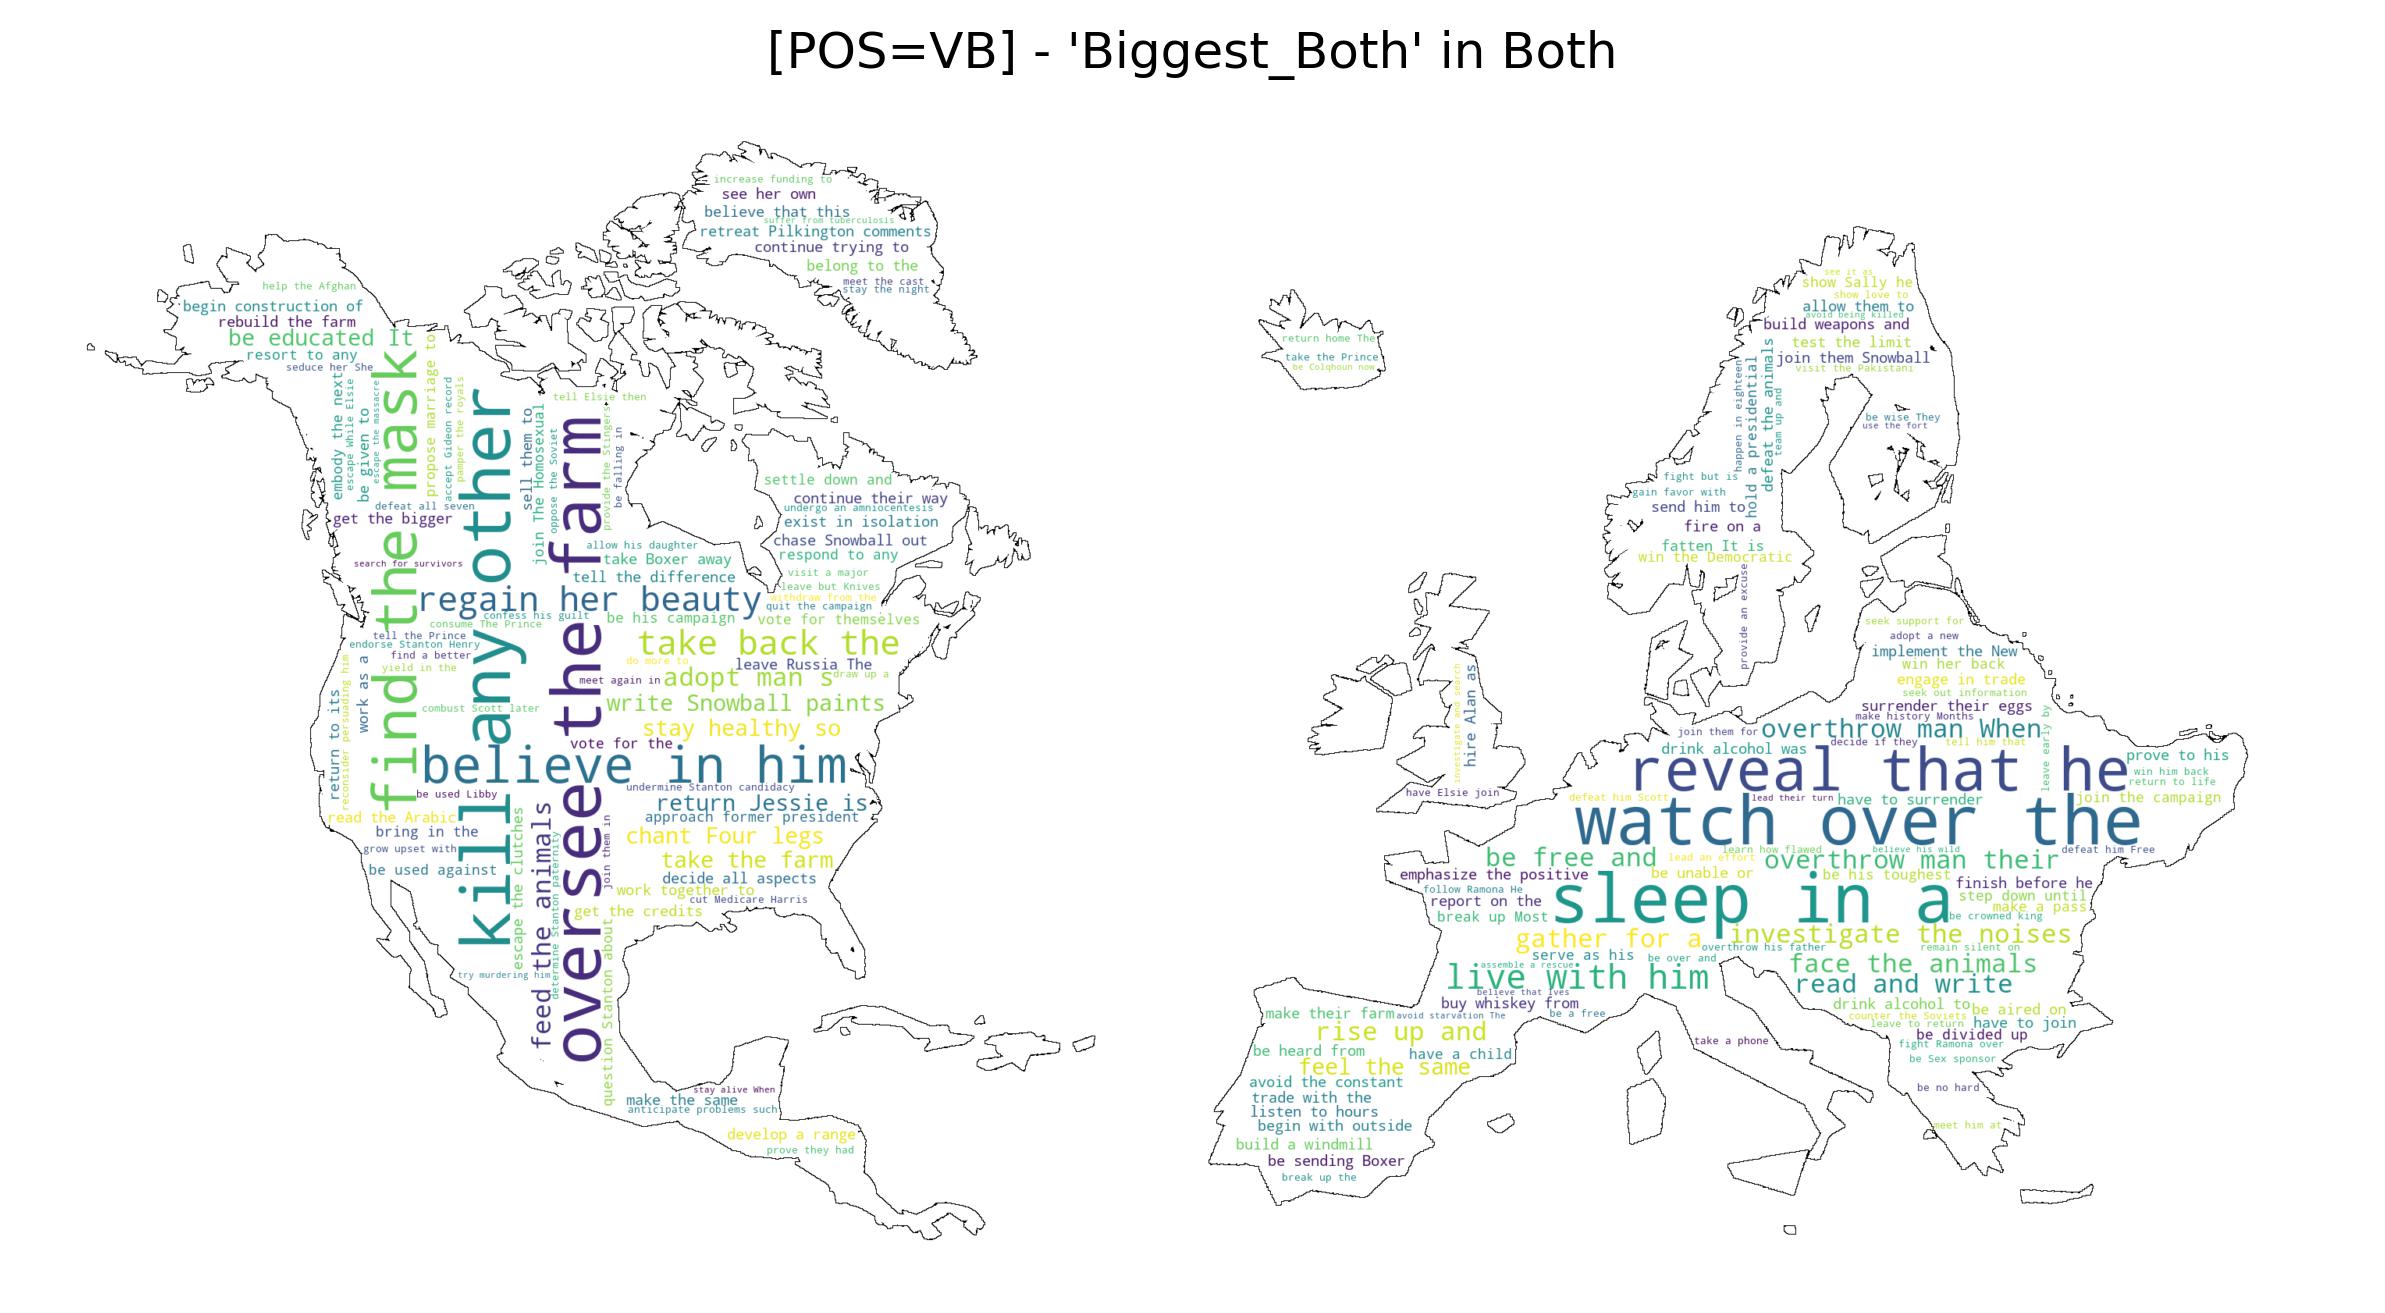 [POS=VB] - 'Biggest_Both' in Both
increase funding to
see her own
believe that this
suffer from tuberculosis
retreat Pilkington comments
continue trying to
belong to the
meet the cast
stay the night
help the Afghan
begin construction of
rebuild the farm
be educated It
resort to any
seduce her She
embody the next
escape While Elsie
be given to
escape the massacre
find the mask
propose marriage to
accept Gideon record
pamper the royals
kill any other
sell them to
join The Homosexual
oppose the Soviet
oversee the farm
provide the Stingers
be falling in
tell Elsie then
defeat all seven
get the bigger
search for survivors
settle down and
continue their way
undergo an amniocentesis
exist in isolation
chase Snowball out
respond to any
allow his daughter
take Boxer away
tell the difference
visit a major
leave but Knives
withdraw from the
quit the campaign
regain her beauty
confess his guilt
consume The Prince
be his campaign
vote for themselves
tell the Prince
endorse Stanton Henry
find a better
yield in the
take back the
do more to
leave Russia The
meet again in
adopt man s
draw up a
write Snowball paints
combust Scott later
stay healthy so
vote for the
return to its
reconsider persuading him
work as a
believe in him
undermine Stanton candidacy
be used Libby
return Jessie is
approach former president
read the Arabic
bring in the
grow upset with
be used against
chant Four legs
take the farm
decide all aspects
work together to
cut Medicare Harris
get the credits
escape the clutches
feed the animals
determine Stanton paternity
join them in
question Stanton about
try murdering him
stay alive When
make the same
anticipate problems such
develop a range
prove they had
return home The
take the Prince
be Colqhoun now
see it as
show Sally he
show love to
allow them to
avoid being killed
build weapons and
test the limit
join them Snowball
visit the Pakistani
happen in eighteen
hold a presidential
defeat the animals
team up and
be wise They
use the fort
fight but is
gain favor with
send him to
fire on a
fatten It is
win the Democratic
provide an excuse
investigate and search
hire Alan as
have Elsie join
seek support for
adopt a new
implement the New
win her back
engage in trade
seek out information
surrender their eggs
make history Months
join them for
overthrow man When
leave early by
drink alcohol was
decide if they
tell him that
prove to his
reveal that he
win him back
return to life
defeat him Scott
lead their turn
have to surrender
join the campaign
watch over the
learn how flawed
believe his wild
defeat him Free
be free and
lead an effort
overthrow man their
emphasize the positive
be unable or
be his toughest
finish before he
follow Ramona He
sleep in a
step down until
report on the
make a pass
break up Most
be crowned king
gather for a
investigate the noises
overthrow his father
remain silent on
serve as his
be over and
assemble a rescue
face the animals
live with him
read and write
believe that Ives
buy whiskey from
drink alcohol to
be aired on
make their farm
avoid starvation The
be a free
counter the Soviets
leave to return
have to join
rise up and
be divided up
take a phone
fight Ramona over
be heard from
have a child
be Sex sponsor
feel the same
avoid the constant
be no hard
trade with the
listen to hours
begin with outside
meet him at
build a windmill
be sending Boxer
break up the